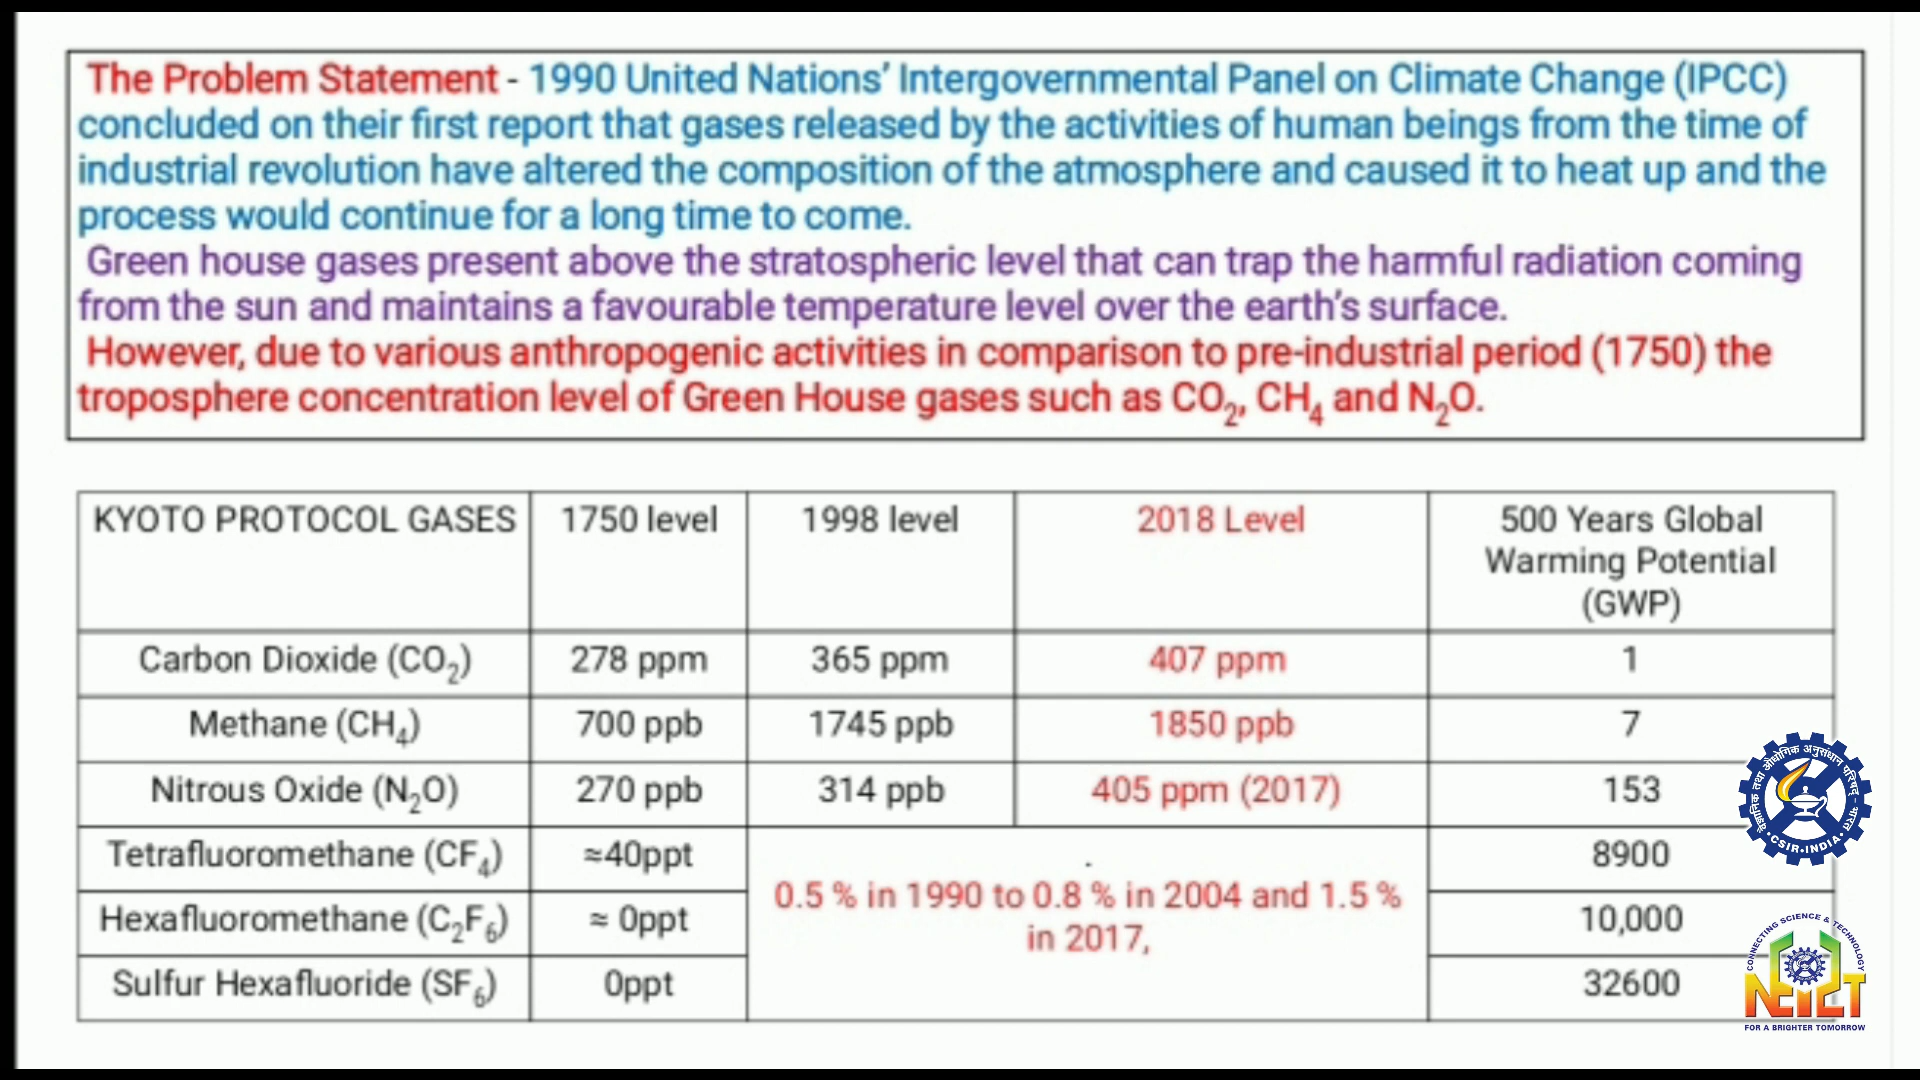 The Problem Statement - 1990 United Nations’ Intergovernmental Panel on Climate Change (IPCC)
concluded on their first report that gases released by the activities of human beings from the time of
industrial revolution have altered the composition of the atmosphere and caused it to heat up and the
process would continue for a long time to come.
Green house gases present above the stratospheric level that can trap the harmful radiation coming
from the sun and maintains a favourable temperature level over the earth’s surface.
However, due to various anthropogenic activities in comparison to pre-industrial period (1750) the
troposphere concentration level of Green House gases such as CO₂, CH₄ and N₂O.
KYOTO PROTOCOL GASES 1750 level 1998 level 2018 Level 500 Years Global
Warming Potential
(GWP)
Carbon Dioxide (CO₂) 278 ppm 365 ppm 407 ppm 1
Methane (CH₄) 700 ppb 1745 ppb 1850 ppb 7
Nitrous Oxide (N₂O) 270 ppb 314 ppb 405 ppm (2017) 153
Tetrafluoromethane (CF₄) ≈40ppt . 8900
0.5 % in 1990 to 0.8 % in 2004 and 1.5 %
in 2017,
Hexafluoromethane (C₂F₆) ≈ 0ppt 10,000
Sulfur Hexafluoride (SF₆) 0ppt 32600
वैज्ञानिक तथा औद्योगिक अनुसंधान परिषद् - भारत
CSIR•INDIA
CONNECTING SCIENCE & TECHNOLOGY
NEIST
FOR A BRIGHTER TOMORROW